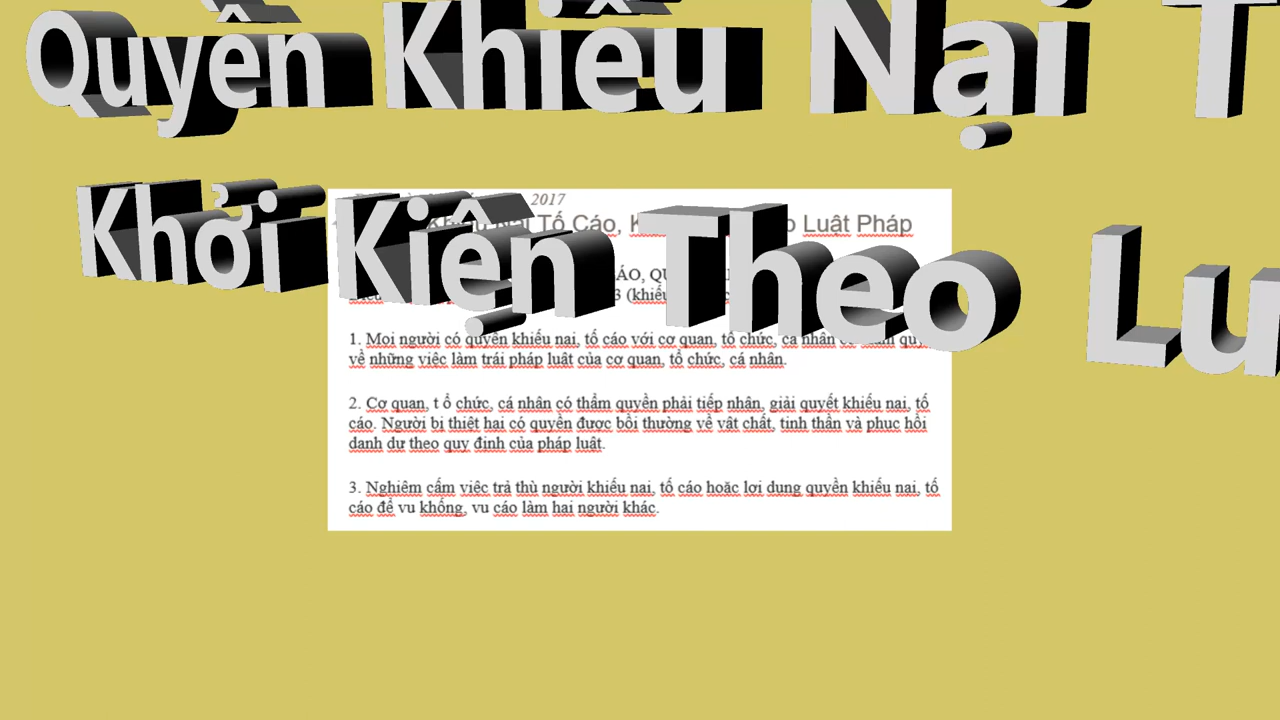 Quyền Khiếu Nại T
Khởi Kiện Theo Lu
2017
Khiếu Nại Tố Cáo, K Luật Pháp
3 (khiếu
1. Mọi người có quyền khiếu nại, tố cáo với cơ quan, tổ chức, cá nhân
về những việc làm trái pháp luật của cơ quan, tổ chức, cá nhân.
2. Cơ quan, t ổ chức, cá nhân có thẩm quyền phải tiếp nhận, giải quyết khiếu nại, tố
cáo. Người bị thiệt hại có quyền được bồi thường về vật chất, tinh thần và phục hồi
danh dự theo quy định của pháp luật.
3. Nghiêm cấm việc trả thù người khiếu nại, tố cáo hoặc lợi dụng quyền khiếu nại, tố
cáo để vu khống, vu cáo làm hại người khác.